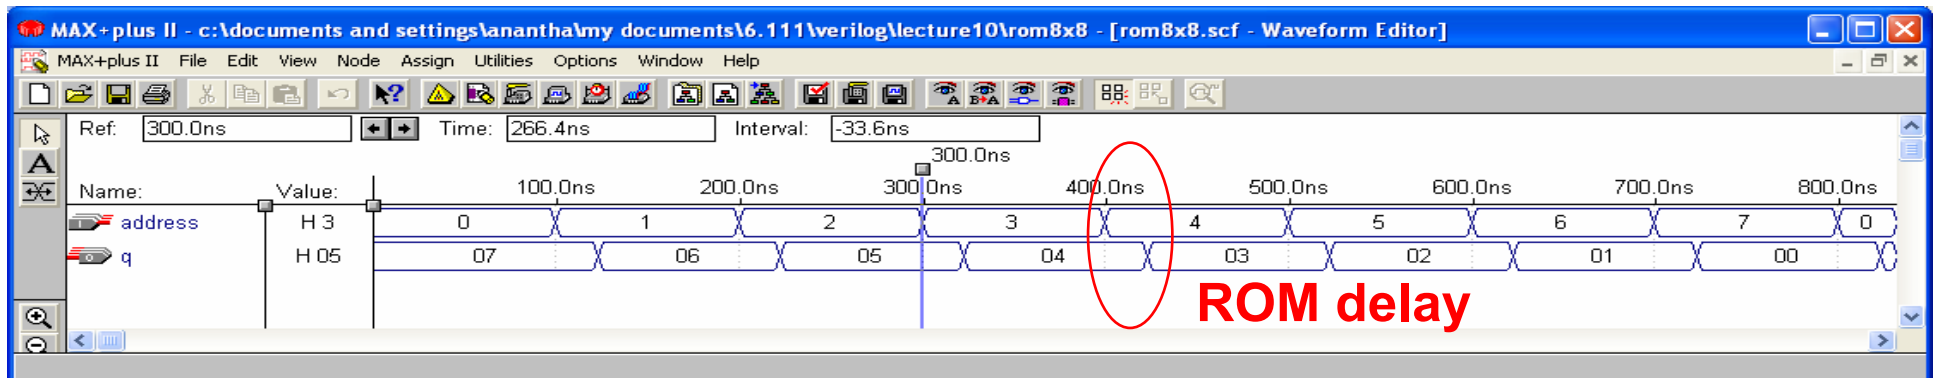 MAX+plus II - c:\documents and settings\anantha\my documents\6.111\verilog\lecture10\rom8x8 - [rom8x8.scf - Waveform Editor]
MAX+plus II File Edit View Node Assign Utilities Options Window Help
Ref: 300.0ns Time: 266.4ns Interval: -33.6ns
300.0ns
Name: Value: 100.0ns 200.0ns 300.0ns 400.0ns 500.0ns 600.0ns 700.0ns 800.0ns
address H 3 0 1 2 3 4 5 6 7 0
q H 05 07 06 05 04 03 02 01 00
ROM delay